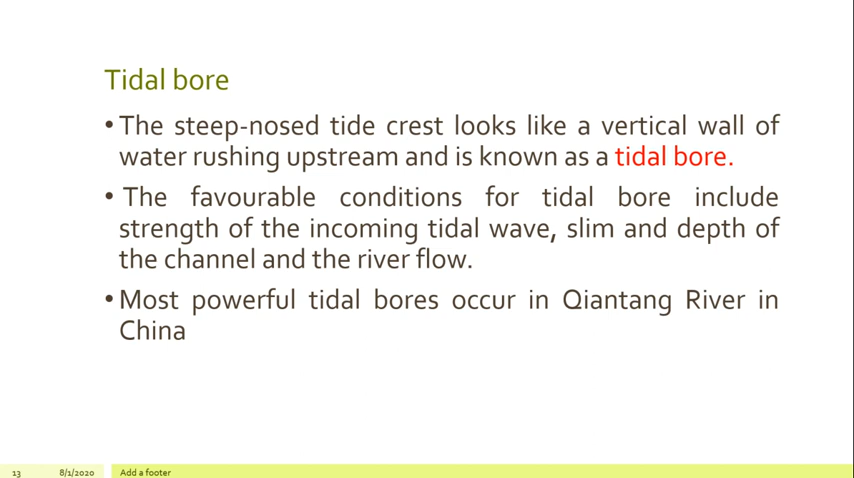 Tidal bore
•The steep-nosed tide crest looks like a vertical wall of
water rushing upstream and is known as a tidal bore.
• The favourable conditions for tidal bore include
strength of the incoming tidal wave, slim and depth of
the channel and the river flow.
•Most powerful tidal bores occur in Qiantang River in
China
13 8/1/2020 Add a footer